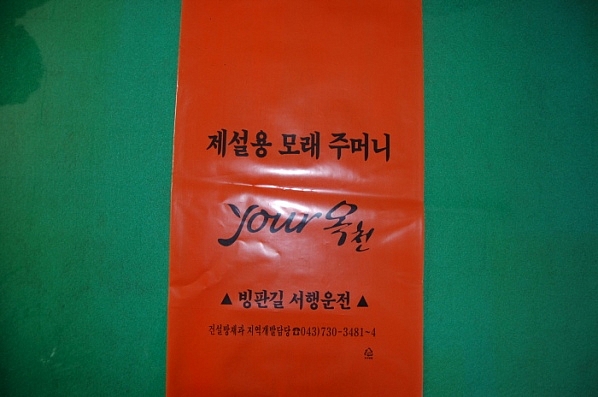 제설용 모래 주머니
your 옥천
▲ 빙판길 서행운전 ▲
건설방재과 지역개발담당 ☎043)730-3481~4